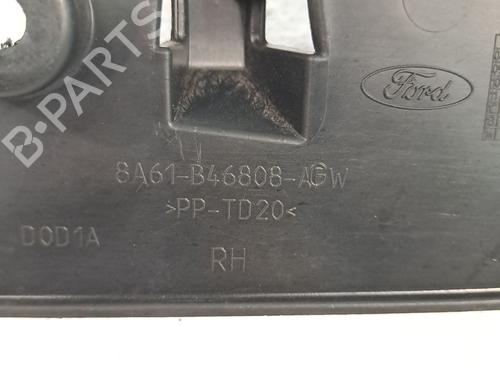 B-PARTS
Ford
8A61-B46808-AGW
>PP-TD20<
D0D1A
RH